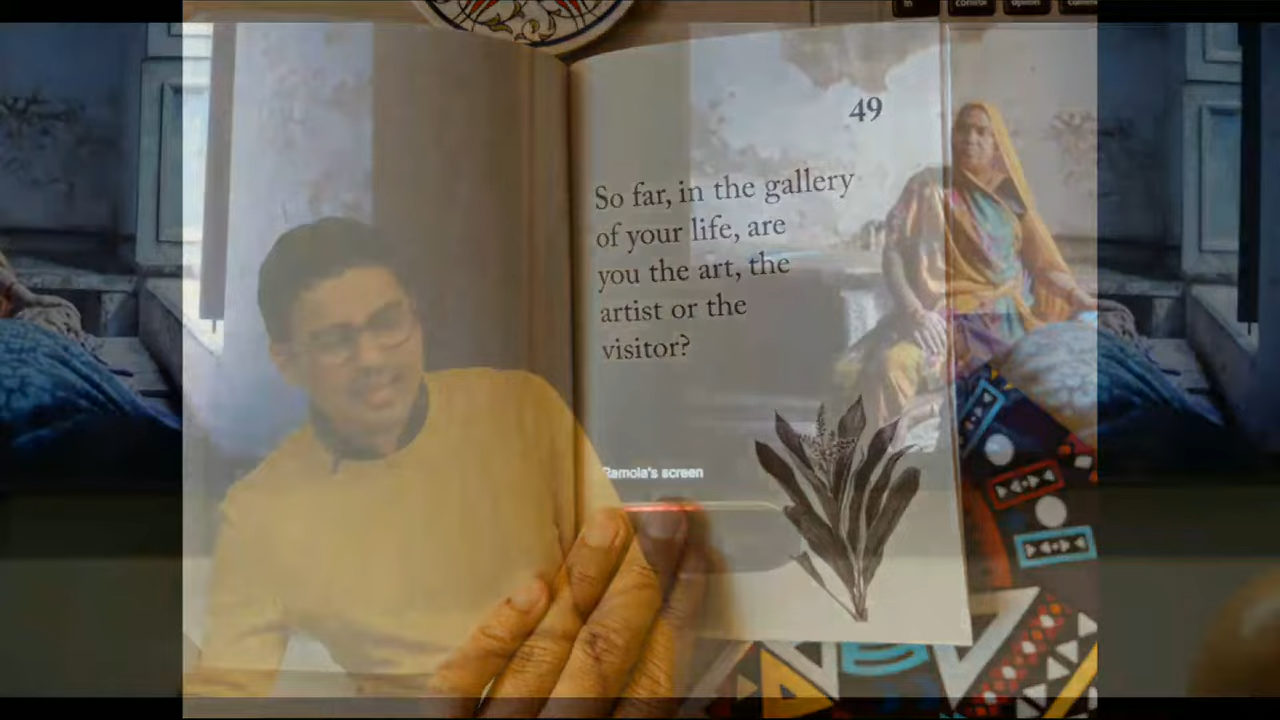 49
So far, in the gallery
of your life, are
you the art, the
artist or the
visitor?
Ramola's screen